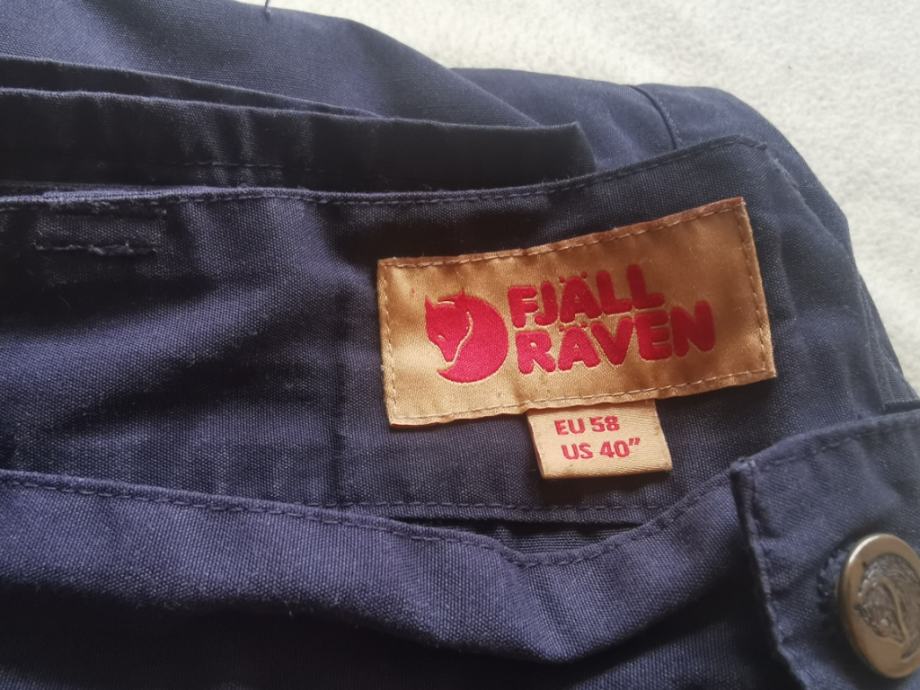 FJÄLL
RÄVEN
EU 58
US 40"